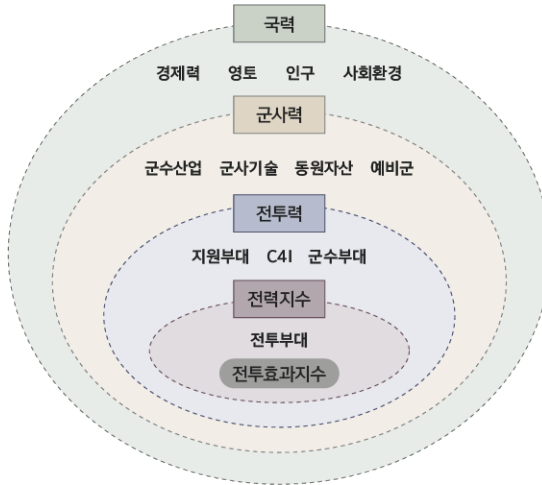 국력
경제력 영토 인구 사회환경
군사력
군수산업 군사기술 동원자산 예비군
전투력
지원부대 C4I 군수부대
전력지수
전투부대
전투효과지수